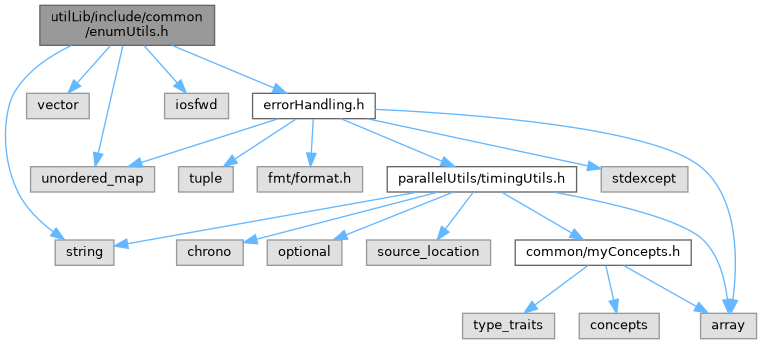 utilLib/include/common
/enumUtils.h
vector
iosfwd
errorHandling.h
unordered_map
tuple
fmt/format.h
parallelUtils/timingUtils.h
stdexcept
string
chrono
optional
source_location
common/myConcepts.h
type_traits
concepts
array